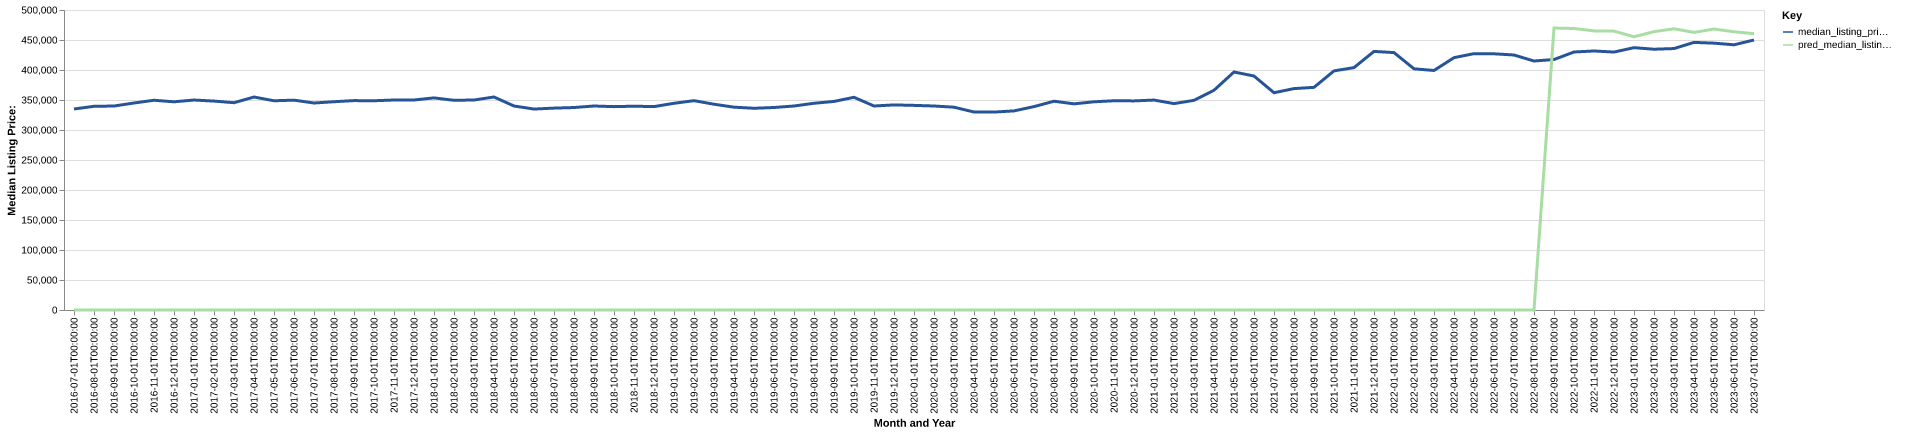 500,000
450,000
400,000
350,000
300,000
250,000
200,000
150,000
100,000
50,000
0
Median Listing Price:
2016-07-01T00:00:00
2016-08-01T00:00:00
2016-09-01T00:00:00
2016-10-01T00:00:00
2016-11-01T00:00:00
2016-12-01T00:00:00
2017-01-01T00:00:00
2017-02-01T00:00:00
2017-03-01T00:00:00
2017-04-01T00:00:00
2017-05-01T00:00:00
2017-06-01T00:00:00
2017-07-01T00:00:00
2017-08-01T00:00:00
2017-09-01T00:00:00
2017-10-01T00:00:00
2017-11-01T00:00:00
2017-12-01T00:00:00
2018-01-01T00:00:00
2018-02-01T00:00:00
2018-03-01T00:00:00
2018-04-01T00:00:00
2018-05-01T00:00:00
2018-06-01T00:00:00
2018-07-01T00:00:00
2018-08-01T00:00:00
2018-09-01T00:00:00
2018-10-01T00:00:00
2018-11-01T00:00:00
2018-12-01T00:00:00
2019-01-01T00:00:00
2019-02-01T00:00:00
2019-03-01T00:00:00
2019-04-01T00:00:00
2019-05-01T00:00:00
2019-06-01T00:00:00
2019-07-01T00:00:00
2019-08-01T00:00:00
2019-09-01T00:00:00
2019-10-01T00:00:00
2019-11-01T00:00:00
2019-12-01T00:00:00
2020-01-01T00:00:00
2020-02-01T00:00:00
2020-03-01T00:00:00
2020-04-01T00:00:00
2020-05-01T00:00:00
2020-06-01T00:00:00
2020-07-01T00:00:00
2020-08-01T00:00:00
2020-09-01T00:00:00
2020-10-01T00:00:00
2020-11-01T00:00:00
2020-12-01T00:00:00
2021-01-01T00:00:00
2021-02-01T00:00:00
2021-03-01T00:00:00
2021-04-01T00:00:00
2021-05-01T00:00:00
2021-06-01T00:00:00
2021-07-01T00:00:00
2021-08-01T00:00:00
2021-09-01T00:00:00
2021-10-01T00:00:00
2021-11-01T00:00:00
2021-12-01T00:00:00
2022-01-01T00:00:00
2022-02-01T00:00:00
2022-03-01T00:00:00
2022-04-01T00:00:00
2022-05-01T00:00:00
2022-06-01T00:00:00
2022-07-01T00:00:00
2022-08-01T00:00:00
2022-09-01T00:00:00
2022-10-01T00:00:00
2022-11-01T00:00:00
2022-12-01T00:00:00
2023-01-01T00:00:00
2023-02-01T00:00:00
2023-03-01T00:00:00
2023-04-01T00:00:00
2023-05-01T00:00:00
2023-06-01T00:00:00
2023-07-01T00:00:00
Month and Year
Key
median_listing_pri…
pred_median_listin…